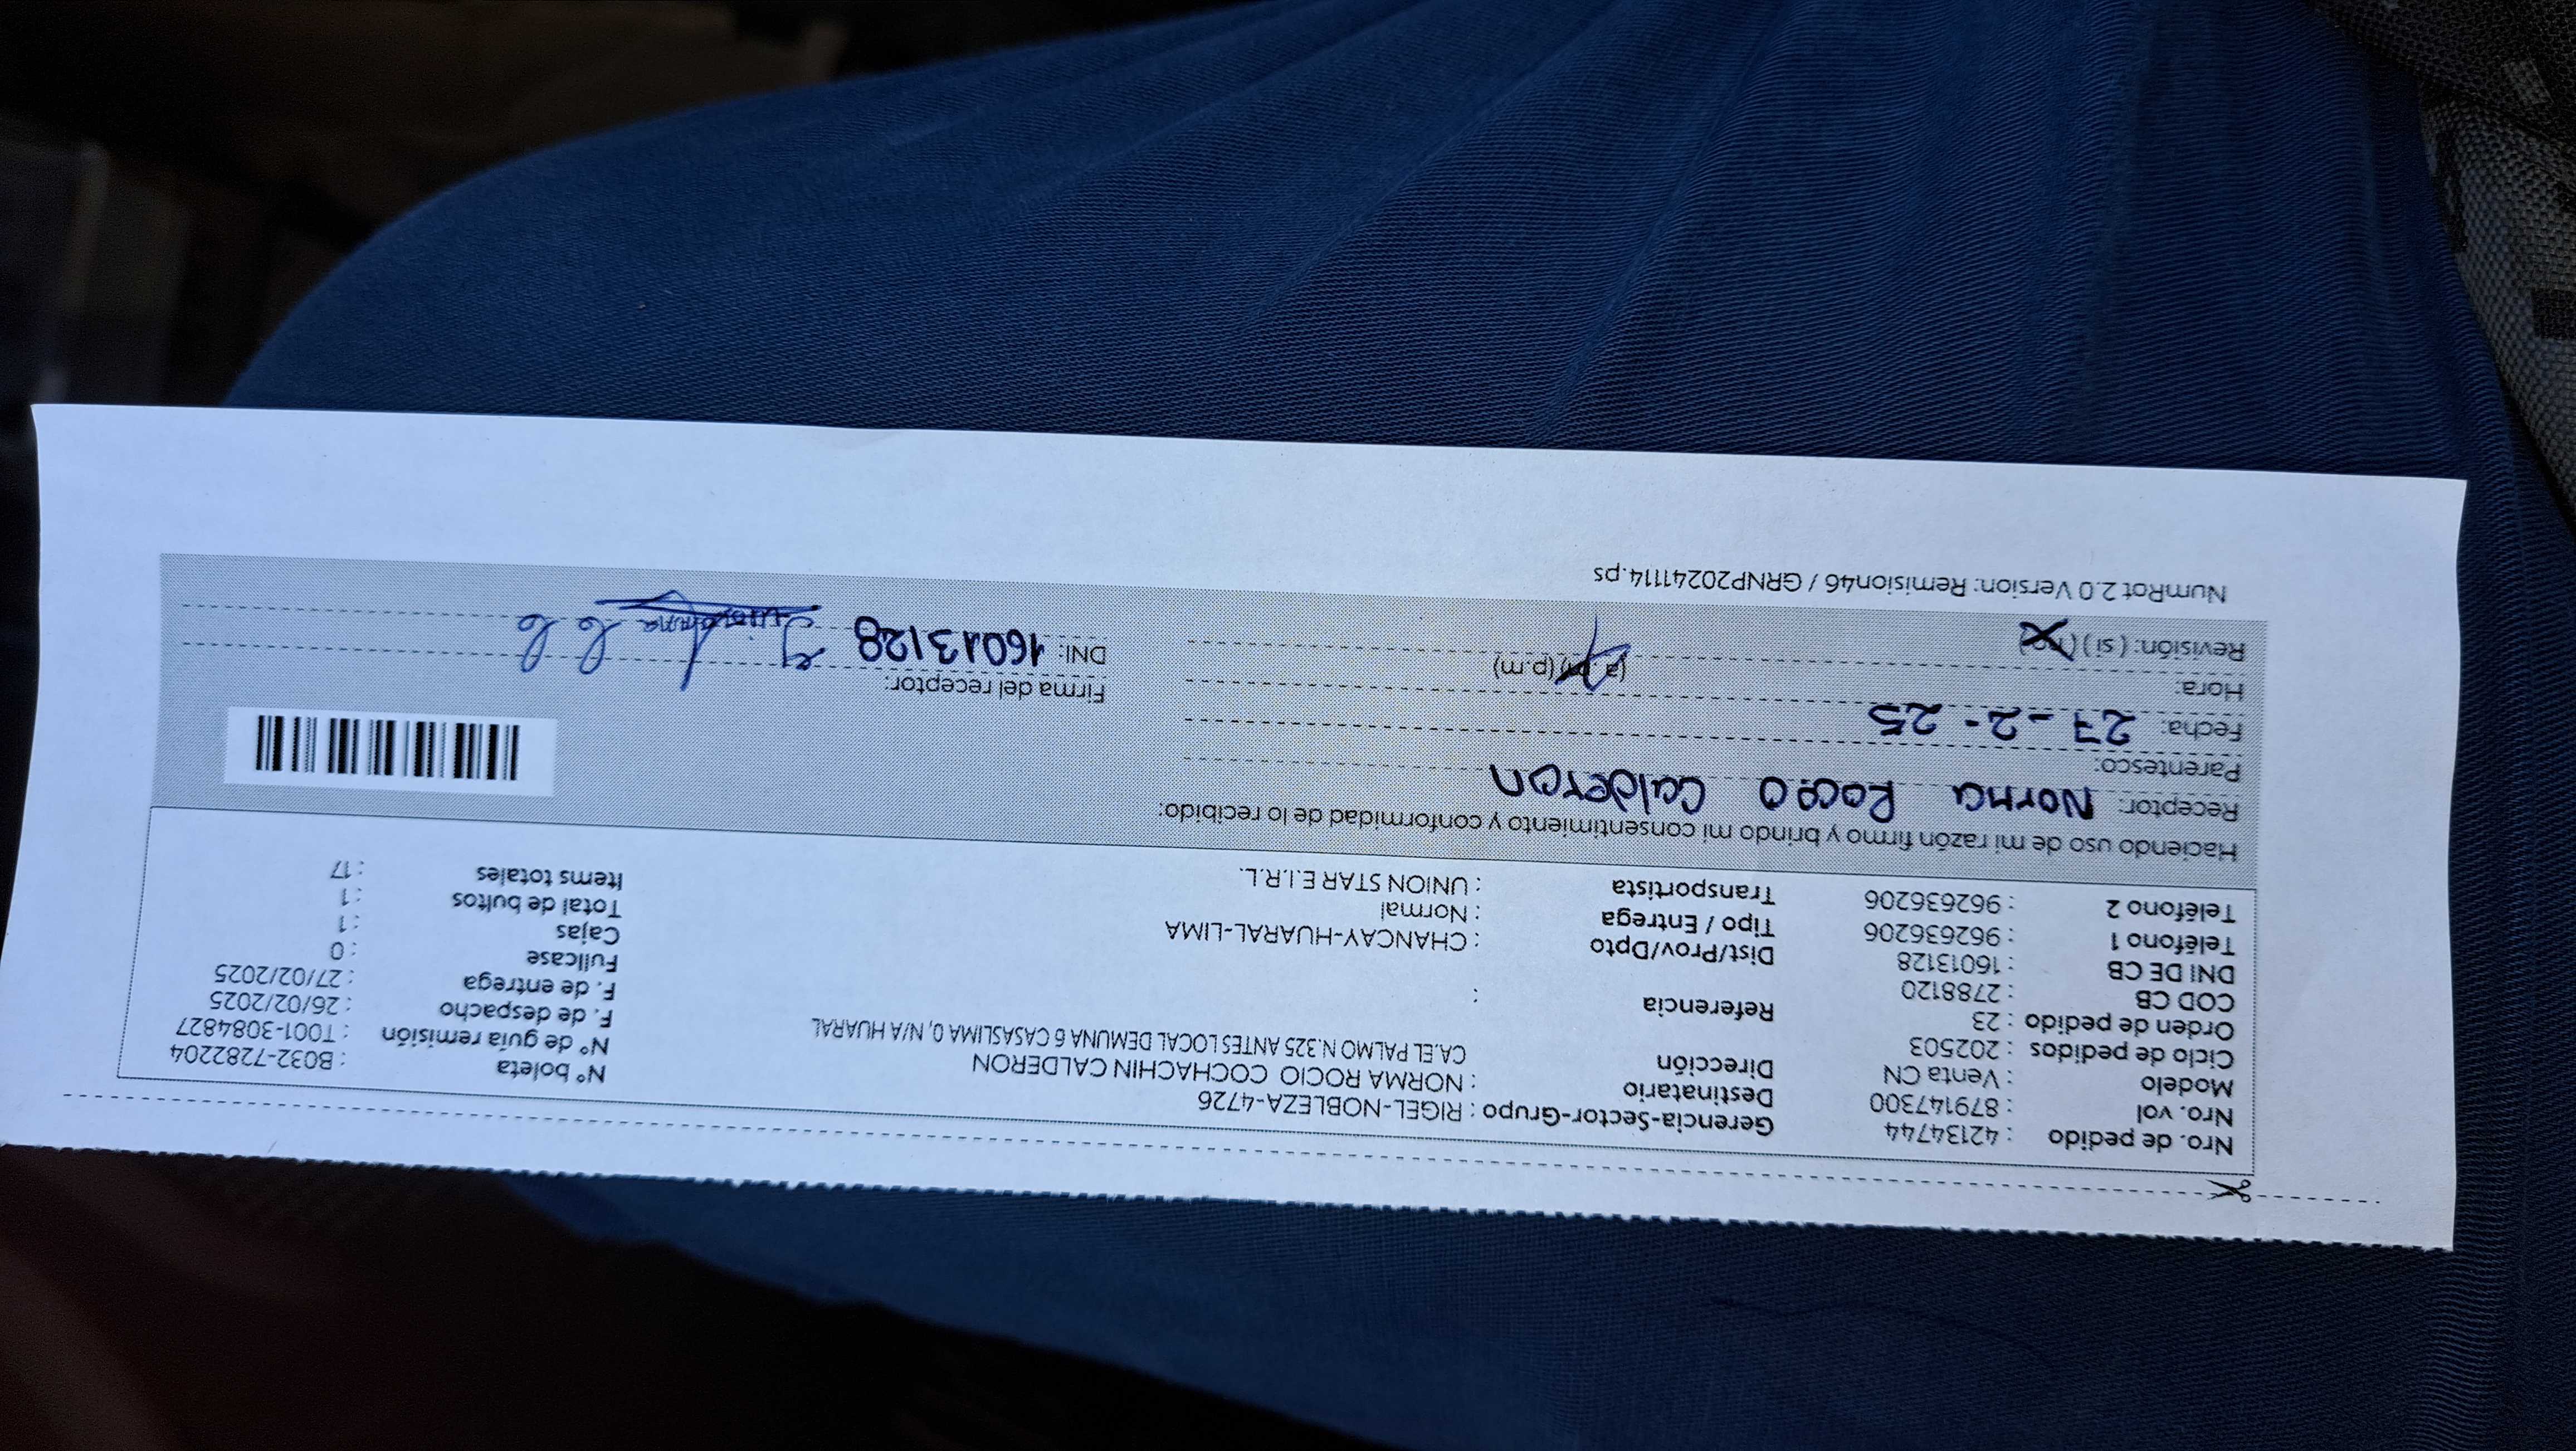 Nro. de pedido : 42134744
Nro. vol : 879147300
Modelo : Venta CN
Ciclo de pedidos : 202503
Orden de pedido : 23
COD CB : 2788120
DNI DE CB : 16013128
Teléfono 1 : 962636206
Teléfono 2 : 962636206
Gerencia-Sector-Grupo : RIGEL-NOBLEZA-4726
Destinatario : NORMA ROCIO COCHACHIN CALDERON
Dirección CA.EL PALMO N.325 ANTES LOCAL DEMUNA 6 CASASLIMA 0, N/A HUARAL
Referencia :
Dist/Prov/Dpto : CHANCAY-HUARAL-LIMA
Tipo / Entrega : Normal
Transportista : UNION STAR E.I.R.L.
N° boleta : B032-7282204
N° de guía remisión : T001-3084827
F. de despacho : 26/02/2025
F. de entrega : 27/02/2025
Fullcase : 0
Cajas : 1
Total de bultos : 1
Items totales : 17
Haciendo uso de mi razón firmo y brindo mi consentimiento y conformidad de lo recibido:
Receptor: Norma Rocio Calderon
Parentesco:
Fecha: 27-2-25
Hora: (a.m) (p.m)
Revisión: ( si ) (no)
Firma del receptor:
DNI: 16013128
NumRot 2.0 Version: Remision46 / GRNP20241114.ps